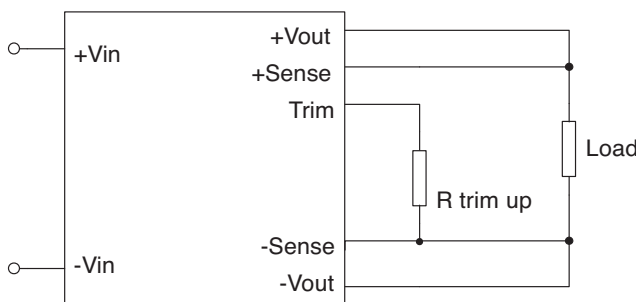 +Vin
-Vin
+Vout
+Sense
Trim
R trim up
Load
-Sense
-Vout